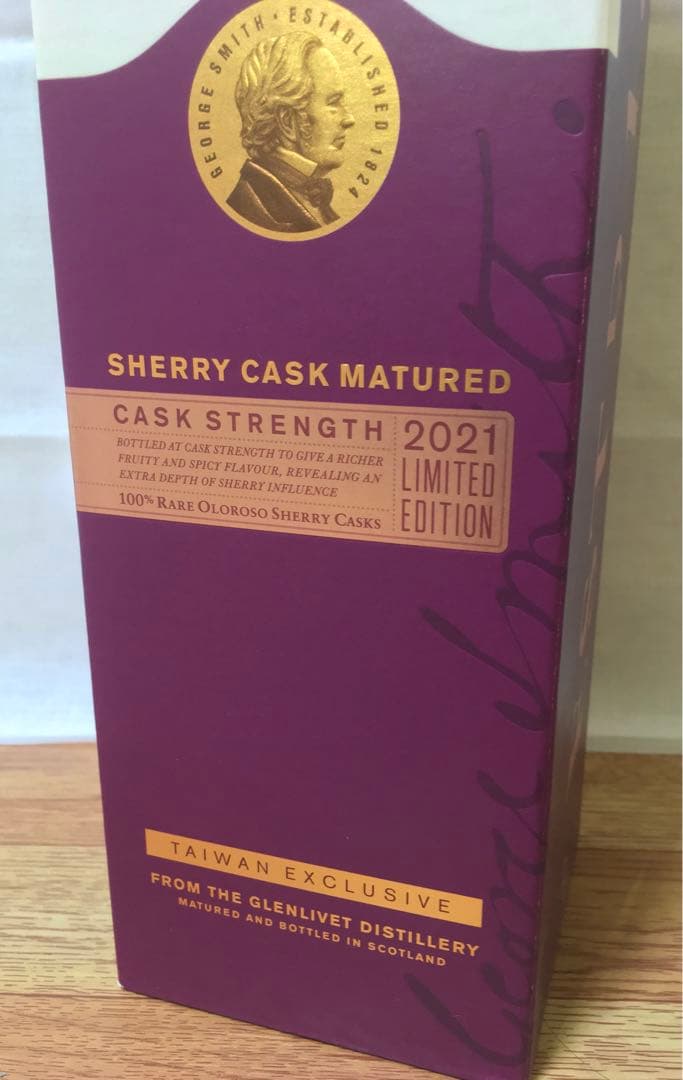 GEORGE SMITH · ESTABLISHED 1824
SHERRY CASK MATURED
CASK STRENGTH
BOTTLED AT CASK STRENGTH TO GIVE A RICHER
FRUITY AND SPICY FLAVOUR, REVEALING AN
EXTRA DEPTH OF SHERRY INFLUENCE
100% RARE OLOROSO SHERRY CASKS
2021
LIMITED
EDITION
TAIWAN EXCLUSIVE
FROM THE GLENLIVET DISTILLERY
MATURED AND BOTTLED IN SCOTLAND